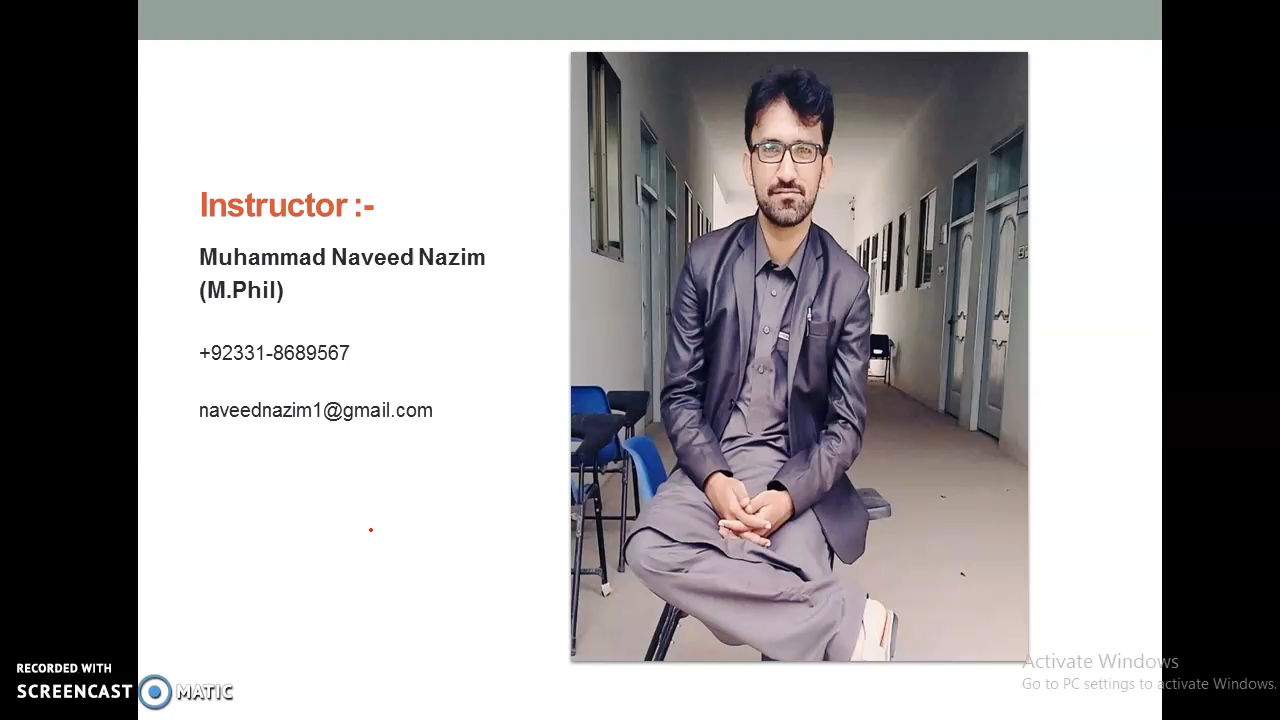 Instructor :-
Muhammad Naveed Nazim
(M.Phil)
+92331-8689567
naveednazim1@gmail.com
RECORDED WITH
SCREENCAST MATIC
Activate Windows
Go to PC settings to activate Windows.